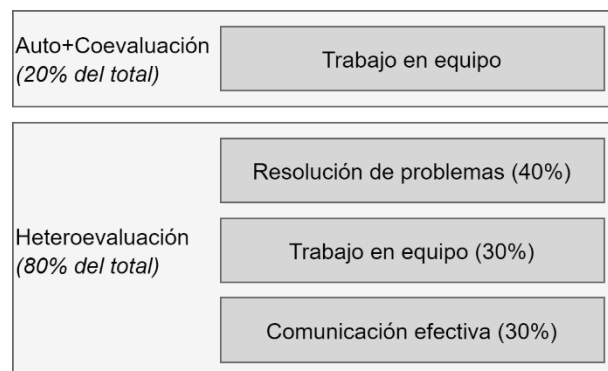 Auto+Coevaluación
(20% del total)
Trabajo en equipo
Heteroevaluación
(80% del total)
Resolución de problemas (40%)
Trabajo en equipo (30%)
Comunicación efectiva (30%)